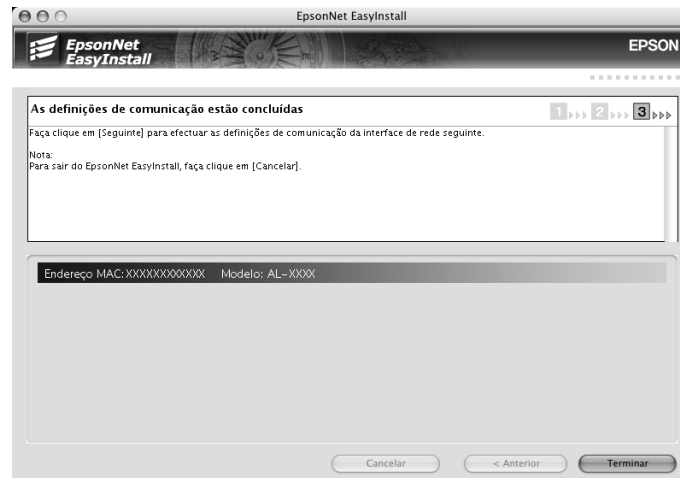 EpsonNet EasyInstall
EpsonNet
EasyInstall
EPSON
As definições de comunicação estão concluídas
1 2 3
Faça clique em [Seguinte] para efectuar as definições de comunicação da interface de rede seguinte.
Nota:
Para sair do EpsonNet EasyInstall, faça clique em [Cancelar].
Endereço MAC:XXXXXXXXXXXX Modelo: AL-XXXX
Cancelar
< Anterior
Terminar